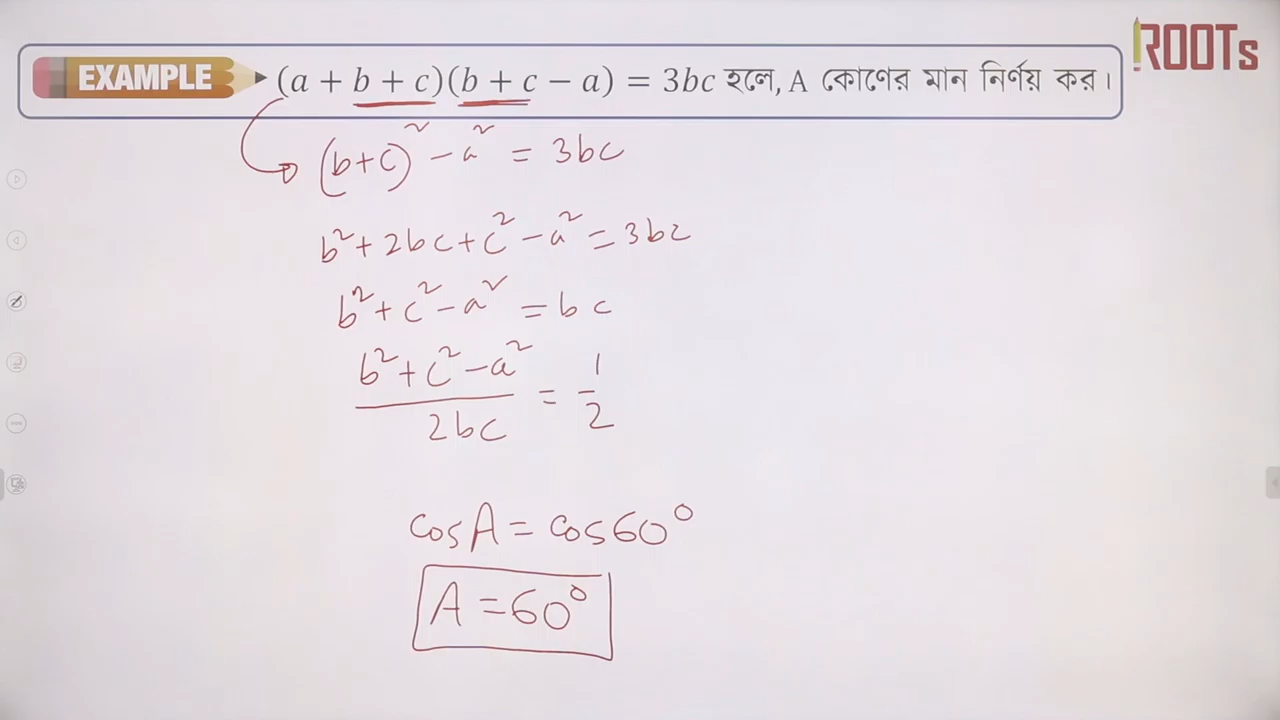 ROOTs
EXAMPLE (a + b + c)(b + c − a) = 3bc হলে, A কোণের মান নির্ণয় কর।
(b+c)² − a² = 3bc
b² + 2bc + c² − a² = 3bc
b² + c² − a² = bc
b² + c² − a² / 2bc = 1/2
cos A = cos 60°
A = 60°